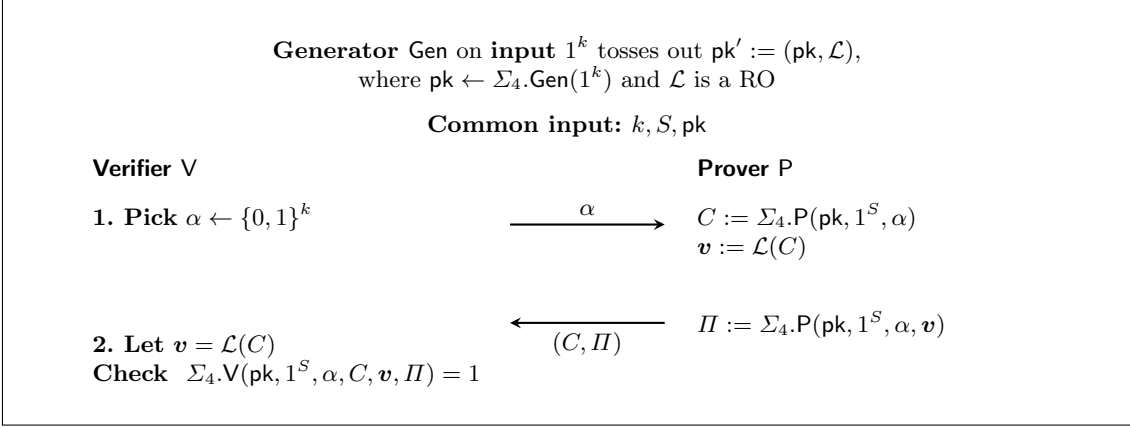 Generator Gen on input 1^k tosses out pk′ := (pk, ℒ),
where pk ← Σ₄.Gen(1^k) and ℒ is a RO
Common input: k, S, pk
Verifier V
Prover P
1. Pick α ← {0, 1}^k
α
C := Σ₄.P(pk, 1^S, α)
v := ℒ(C)
Π := Σ₄.P(pk, 1^S, α, v)
(C, Π)
2. Let v = ℒ(C)
Check Σ₄.V(pk, 1^S, α, C, v, Π) = 1